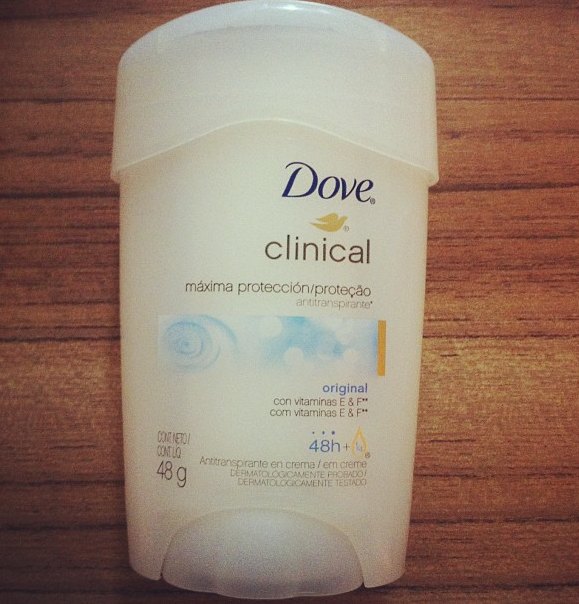 Dove®
®
clinical
máxima protección/proteção
antitranspirante*
original
con vitaminas E & F**
com vitaminas E & F**
48h+
CONT. NETO /
CONT. LIQ.
48 g
Antitranspirante en crema / em creme
DERMATOLOGICAMENTE PROBADO /
DERMATOLOGICAMENTE TESTADO